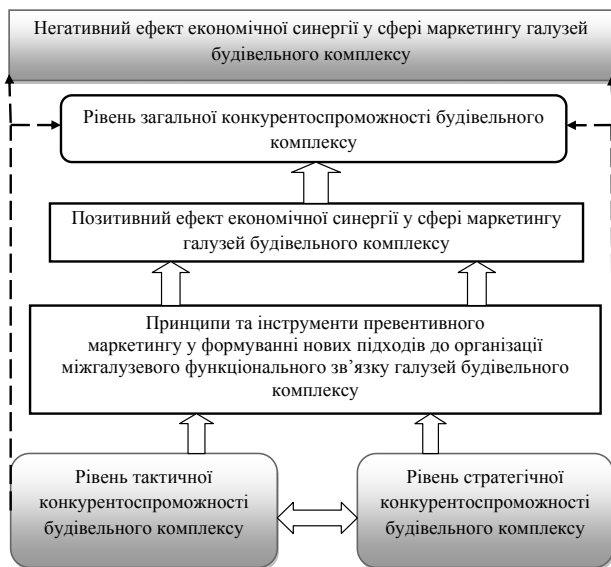 Негативний ефект економічної синергії у сфері маркетингу галузей
будівельного комплексу
Рівень загальної конкурентоспроможності будівельного
комплексу
Позитивний ефект економічної синергії у сфері маркетингу
галузей будівельного комплексу
Принципи та інструменти превентивного
маркетингу у формуванні нових підходів до організації
міжгалузевого функціонального зв’язку галузей будівельного
комплексу
Рівень тактичної
конкурентоспроможності
будівельного комплексу
Рівень стратегічної
конкурентоспроможності
будівельного комплексу